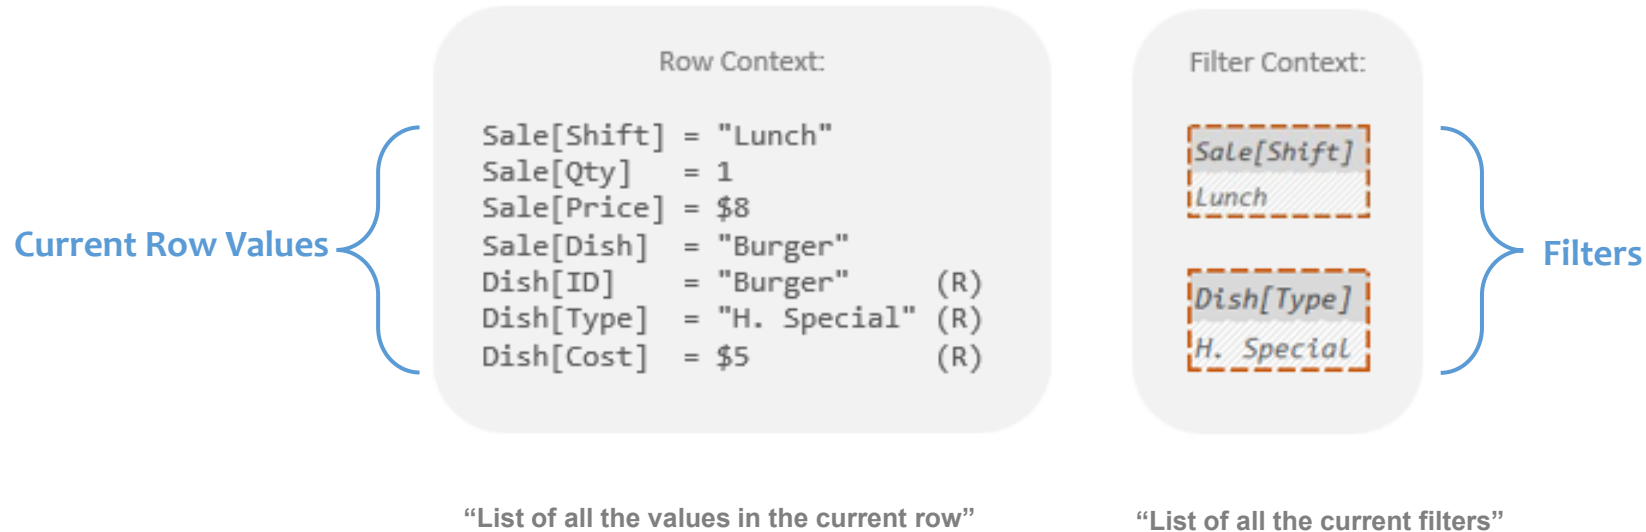 Row Context:
Sale[Shift] = "Lunch"
Sale[Qty] = 1
Sale[Price] = $8
Sale[Dish] = "Burger"
Dish[ID] = "Burger" (R)
Dish[Type] = "H. Special" (R)
Dish[Cost] = $5 (R)
Current Row Values
“List of all the values in the current row”
Filter Context:
Sale[Shift]
Lunch
Dish[Type]
H. Special
Filters
“List of all the current filters”